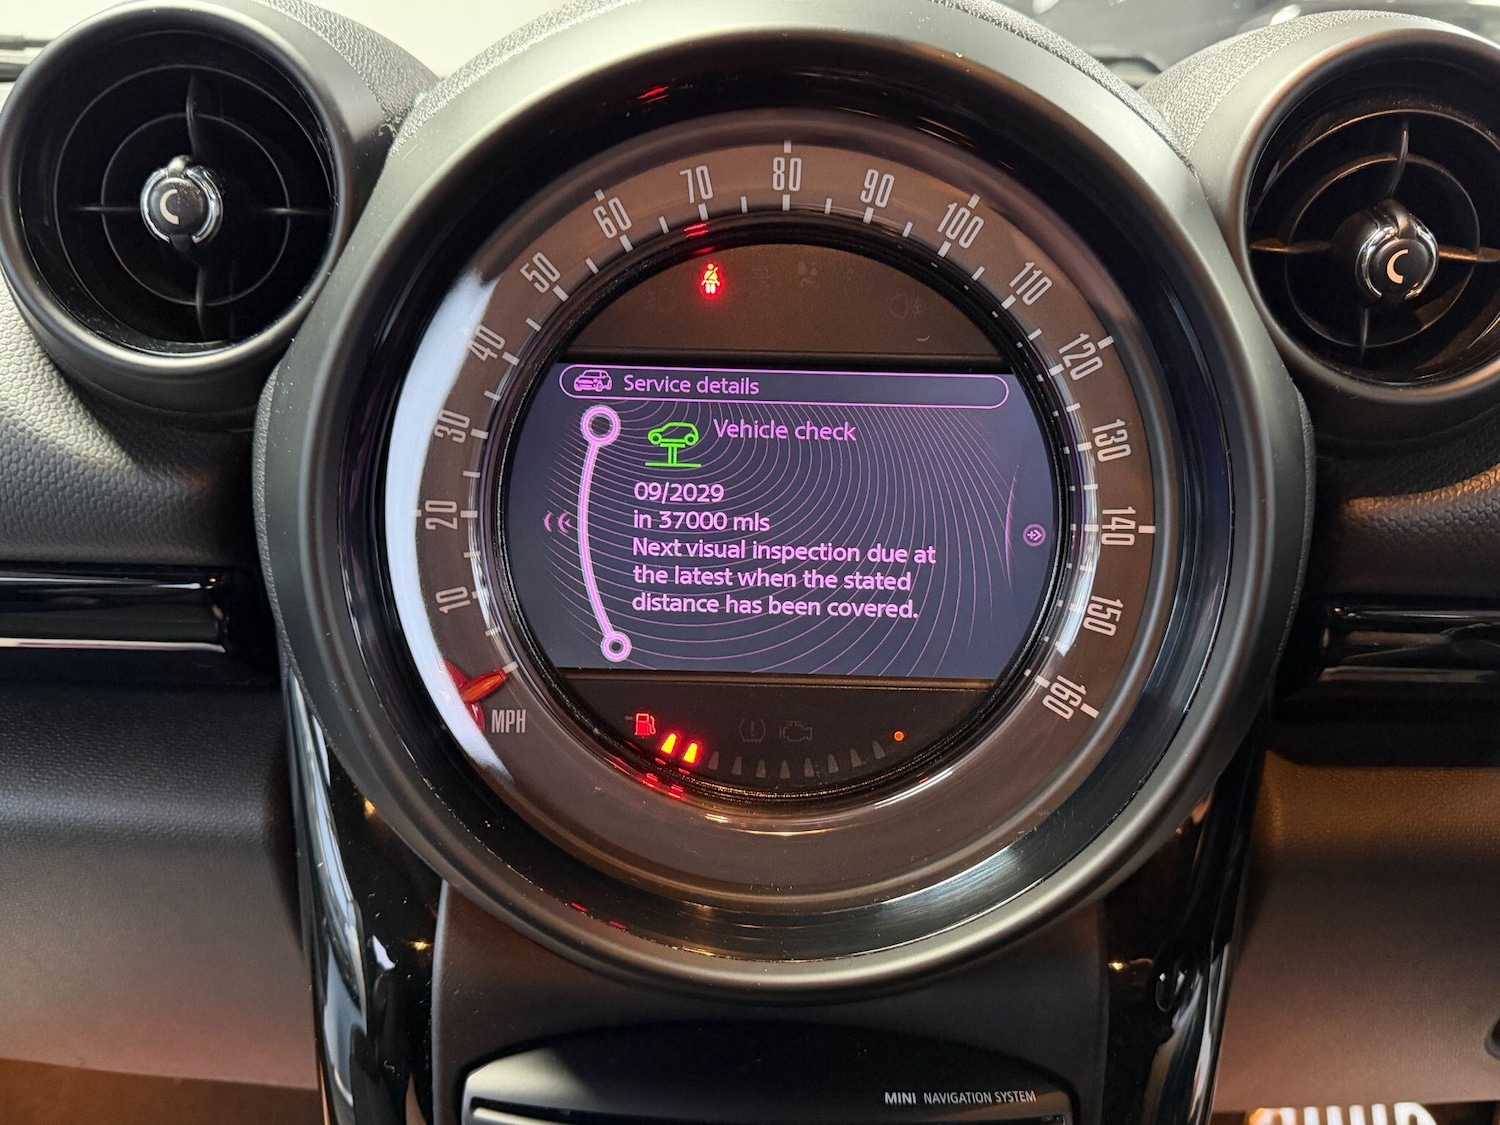 10
20
30
40
50
60
70
80
90
100
110
120
130
140
150
160
MPH
Service details
Vehicle check
09/2029
in 37000 mls
Next visual inspection due at
the latest when the stated
distance has been covered.
MINI NAVIGATION SYSTEM